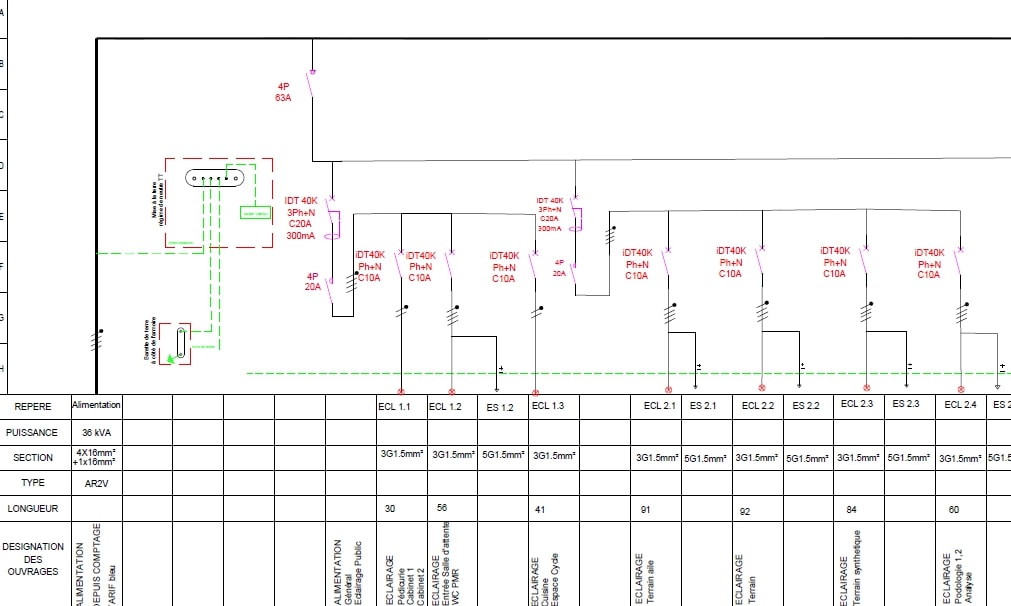 A
B
C
D
E
F
G
H
4P
63A
Mise à la terre
régime de neutre TT
IDT 40K
3Ph+N
C20A
300mA
4P
20A
iDT40K
Ph+N
C10A
iDT40K
Ph+N
C10A
iDT40K
Ph+N
C10A
IDT 40K
3Ph+N
C20A
300mA
4P
20A
iDT40K
Ph+N
C10A
iDT40K
Ph+N
C10A
iDT40K
Ph+N
C10A
iDT40K
Ph+N
C10A
Barrette de terre
à côté de l'armoire
REPERE Alimentation ECL 1.1 ECL 1.2 ES 1.2 ECL 1.3 ECL 2.1 ES 2.1 ECL 2.2 ES 2.2 ECL 2.3 ES 2.3 ECL 2.4 ES 2
PUISSANCE 36 kVA
SECTION 4X16mm² +1x16mm² 3G1.5mm² 3G1.5mm² 5G1.5mm² 3G1.5mm² 3G1.5mm² 5G1.5mm² 3G1.5mm² 5G1.5mm² 3G1.5mm² 5G1.5mm² 3G1.5mm² 5G1.5
TYPE AR2V
LONGUEUR 30 56 41 91 92 84 60
DESIGNATION
DES
OUVRAGES
ALIMENTATION
DEPUIS COMPTAGE
TARIF bleu
ALIMENTATION
Général
Eclairage Public
ECLAIRAGE
Pédicurie
Cabinet 1
Cabinet 2
ECLAIRAGE
Entrée Salle d'attente
WC PMR
ECLAIRAGE
Cuisine
Espace Cycle
ECLAIRAGE
Terrain aile
ECLAIRAGE
Terrain
ECLAIRAGE
Terrain synthetique
ECLAIRAGE
Podologie 1,2
Analyse